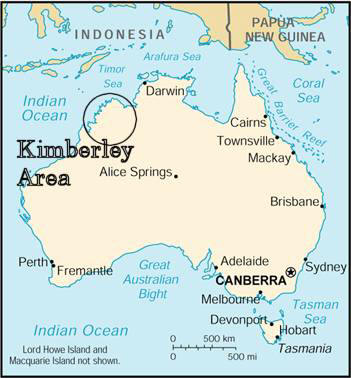 INDONESIA
PAPUA
NEW GUINEA
Arafura Sea
Timor
Sea
Darwin
Coral
Sea
Great Barrier Reef
Indian
Ocean
Cairns
Townsville
Mackay
Kimberley
Area
Alice Springs
Brisbane
Perth
Fremantle
Great
Australian
Bight
Adelaide
Sydney
CANBERRA
Melbourne
Tasman
Sea
Devonport
Hobart
Tasmania
Indian Ocean
Lord Howe Island and
Macquarie Island not shown.
0 500 km
0 500 mi